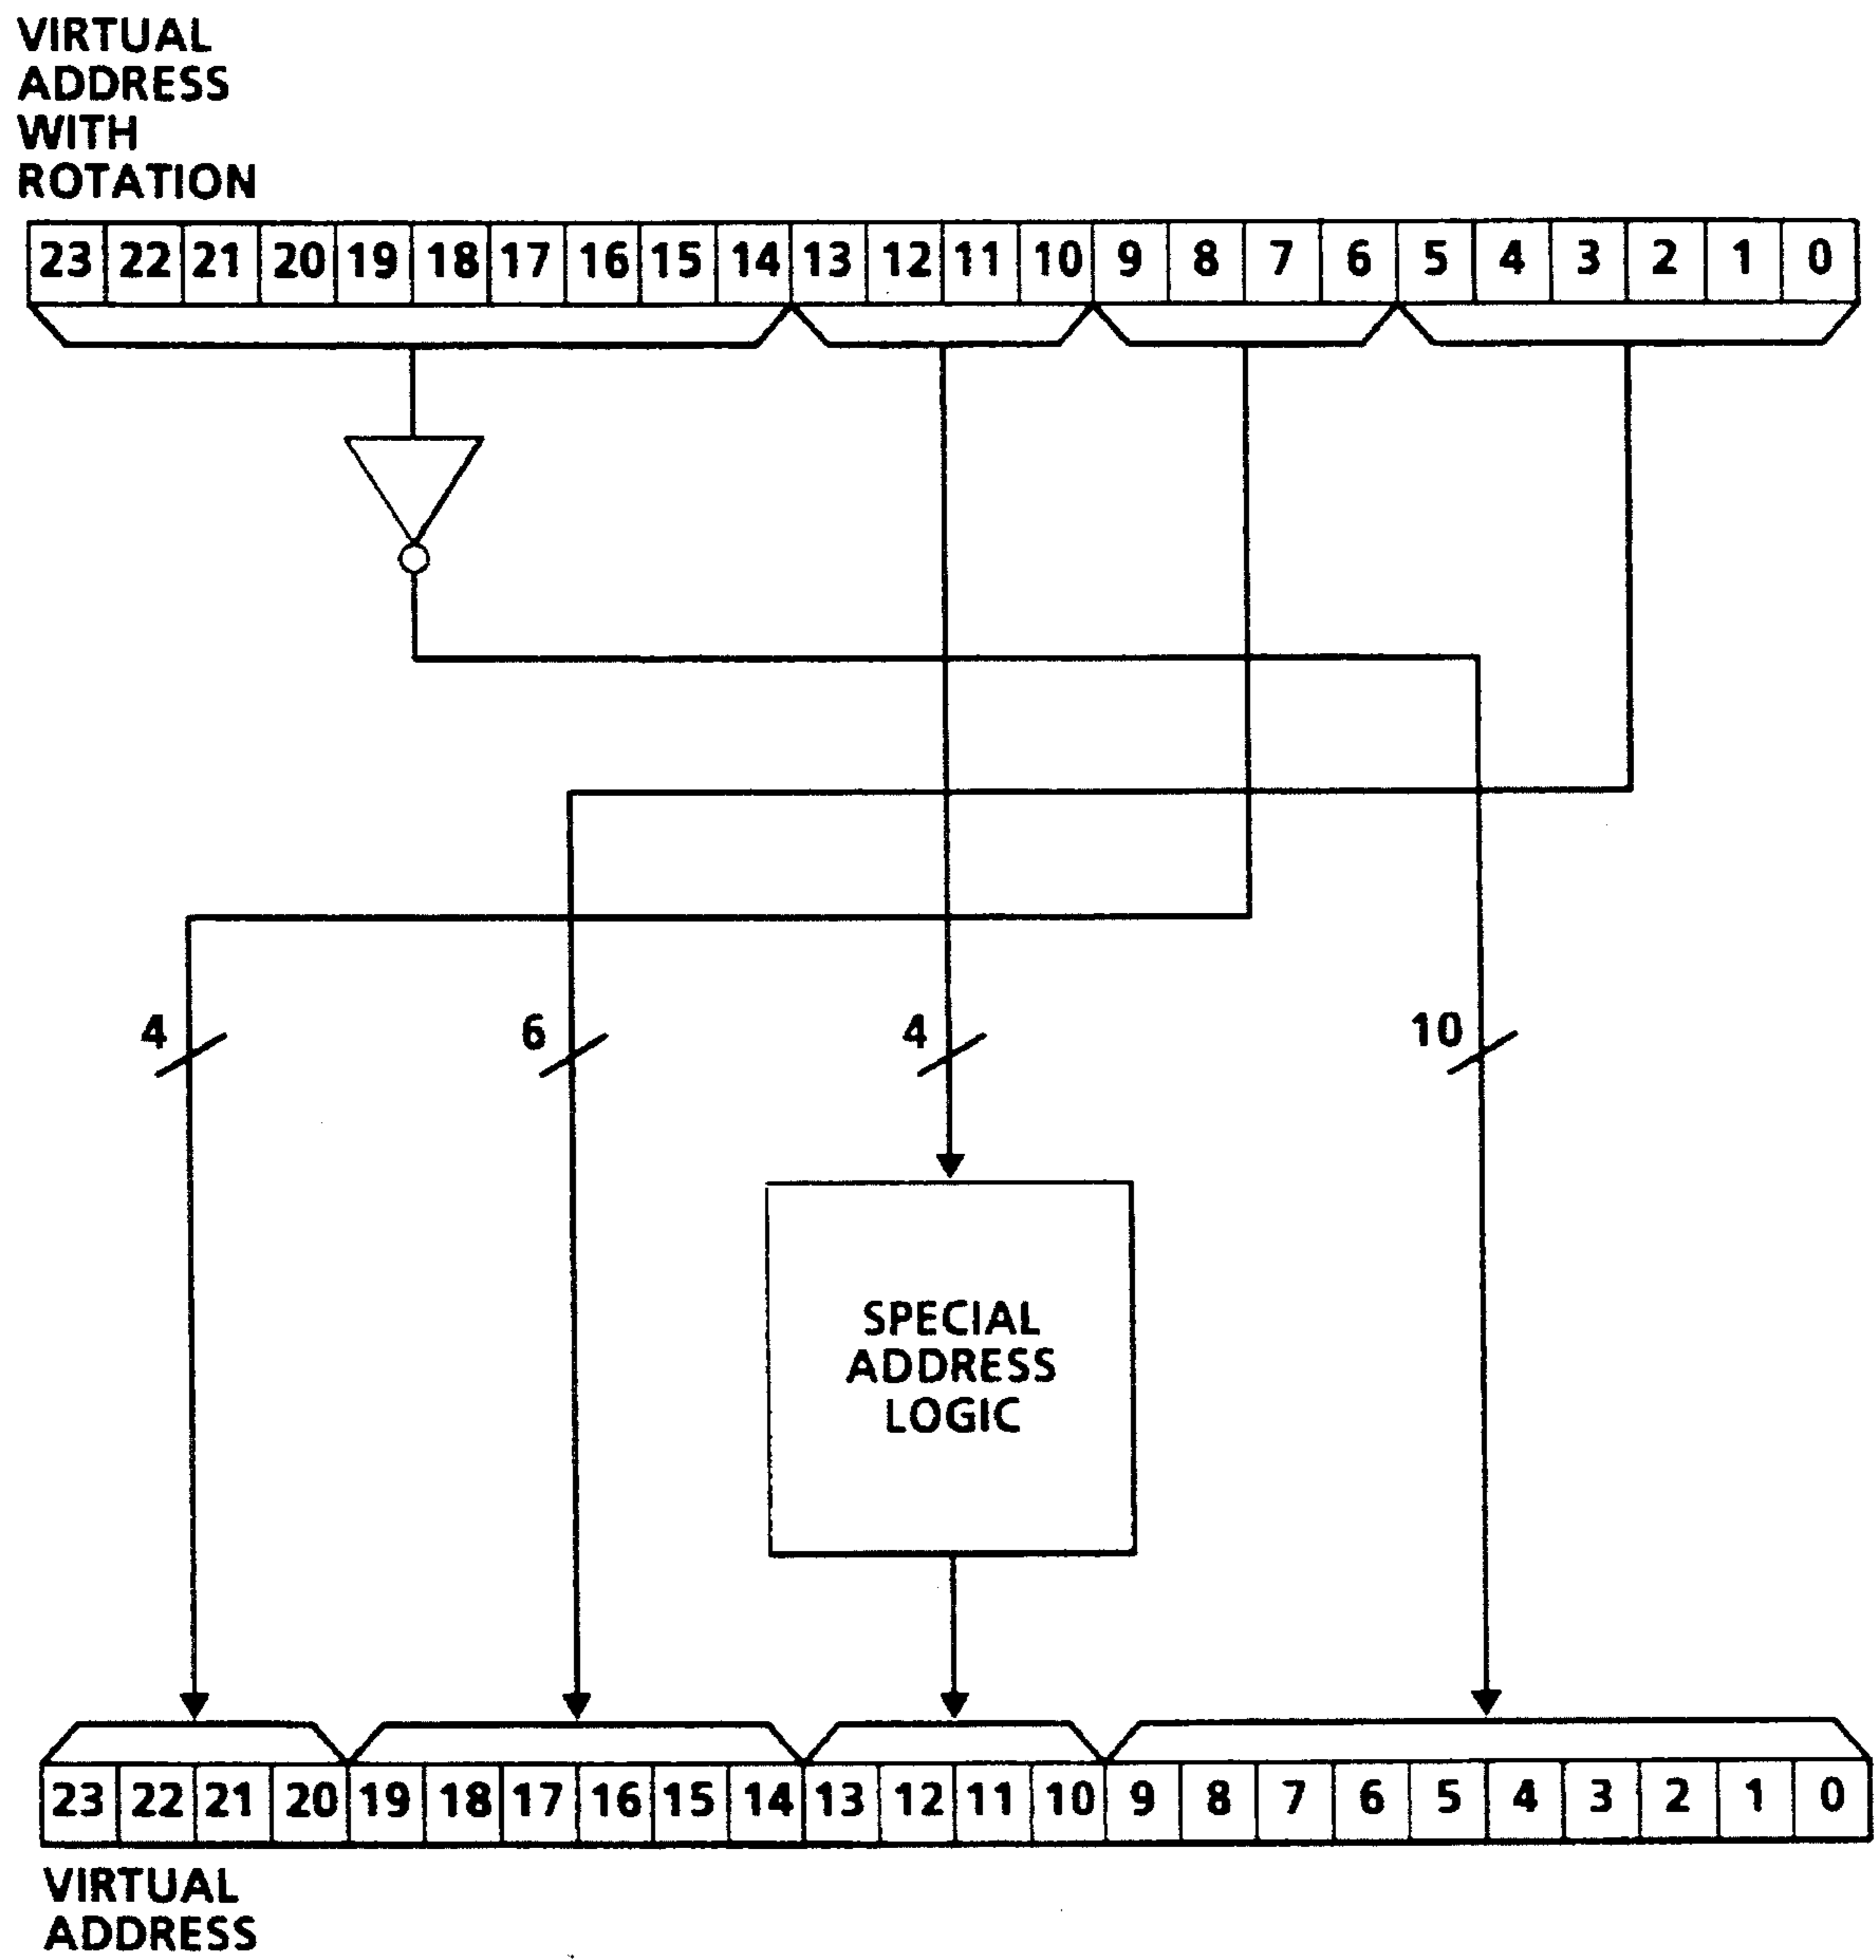 VIRTUAL
ADDRESS
WITH
ROTATION
23 22 21 20 19 18 17 16 15 14 13 12 11 10 9 8 7 6 5 4 3 2 1 0
4 6 4 10
SPECIAL
ADDRESS
LOGIC
23 22 21 20 19 18 17 16 15 14 13 12 11 10 9 8 7 6 5 4 3 2 1 0
VIRTUAL
ADDRESS